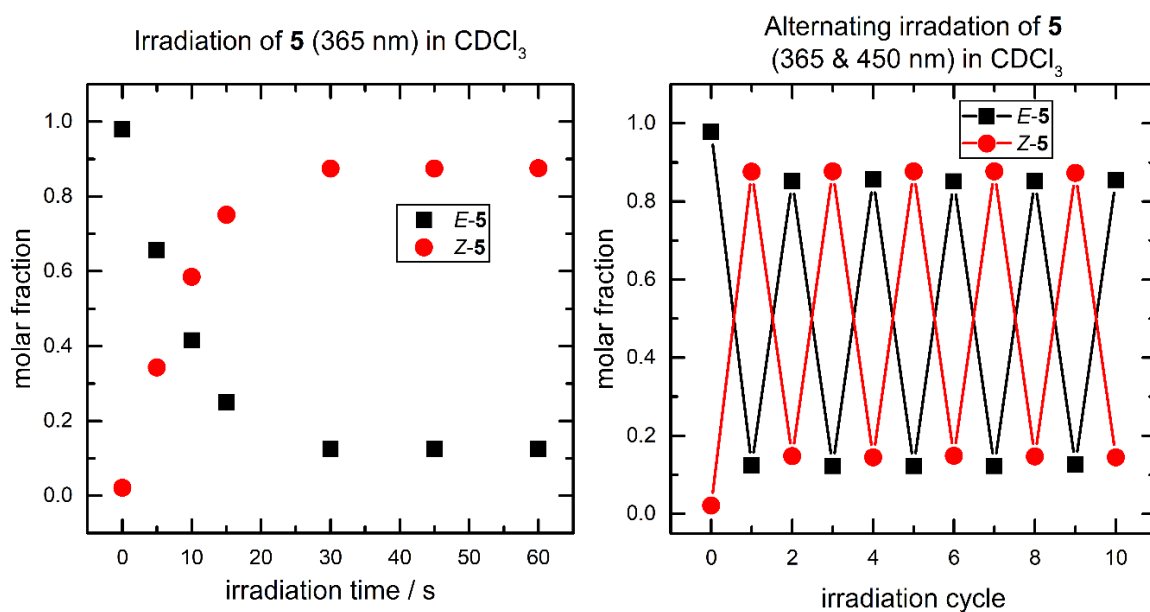 Irradiation of 5 (365 nm) in CDCl3
molar fraction
1.0
0.8
0.6
0.4
0.2
0.0
E-5
Z-5
0 10 20 30 40 50 60
irradiation time / s
Alternating irradation of 5
(365 & 450 nm) in CDCl3
molar fraction
1.0
0.8
0.6
0.4
0.2
0.0
E-5
Z-5
0 2 4 6 8 10
irradiation cycle